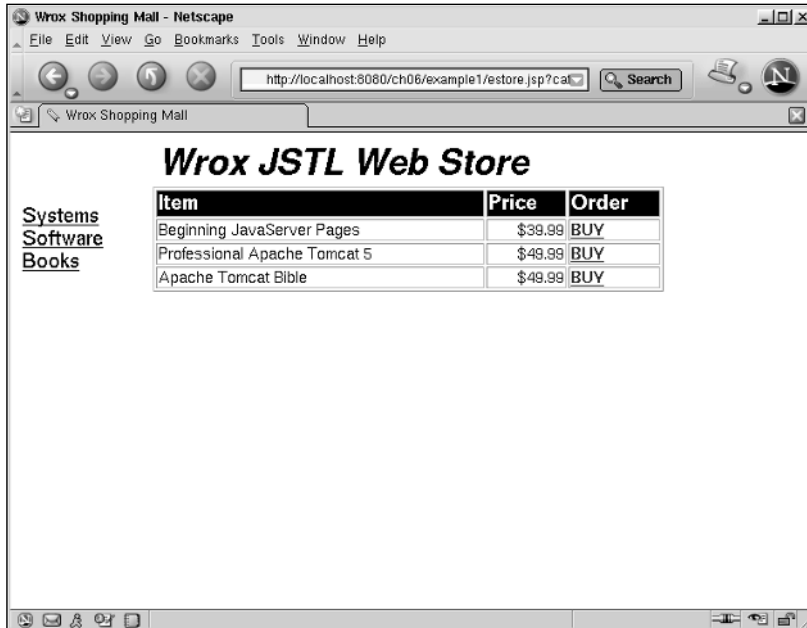 Wrox Shopping Mall - Netscape
File Edit View Go Bookmarks Tools Window Help
http://localhost:8080/ch06/example1/estore.jsp?cat
Search
N
Wrox Shopping Mall
Wrox JSTL Web Store
Systems
Software
Books
Item Price Order
Beginning JavaServer Pages $39.99 BUY
Professional Apache Tomcat 5 $49.99 BUY
Apache Tomcat Bible $49.99 BUY